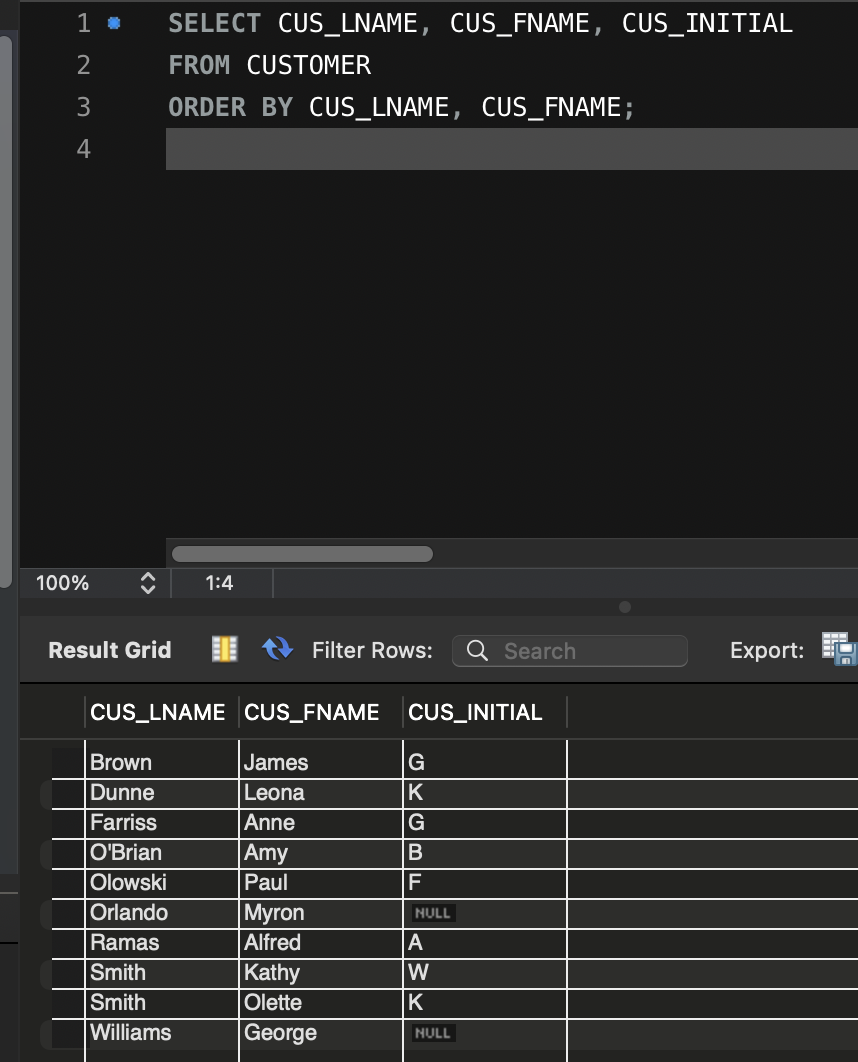 1 SELECT CUS_LNAME, CUS_FNAME, CUS_INITIAL
2 FROM CUSTOMER
3 ORDER BY CUS_LNAME, CUS_FNAME;
4
100% 1:4
Result Grid Filter Rows: Search Export:
CUS_LNAME CUS_FNAME CUS_INITIAL
Brown James G
Dunne Leona K
Farriss Anne G
O'Brian Amy B
Olowski Paul F
Orlando Myron NULL
Ramas Alfred A
Smith Kathy W
Smith Olette K
Williams George NULL